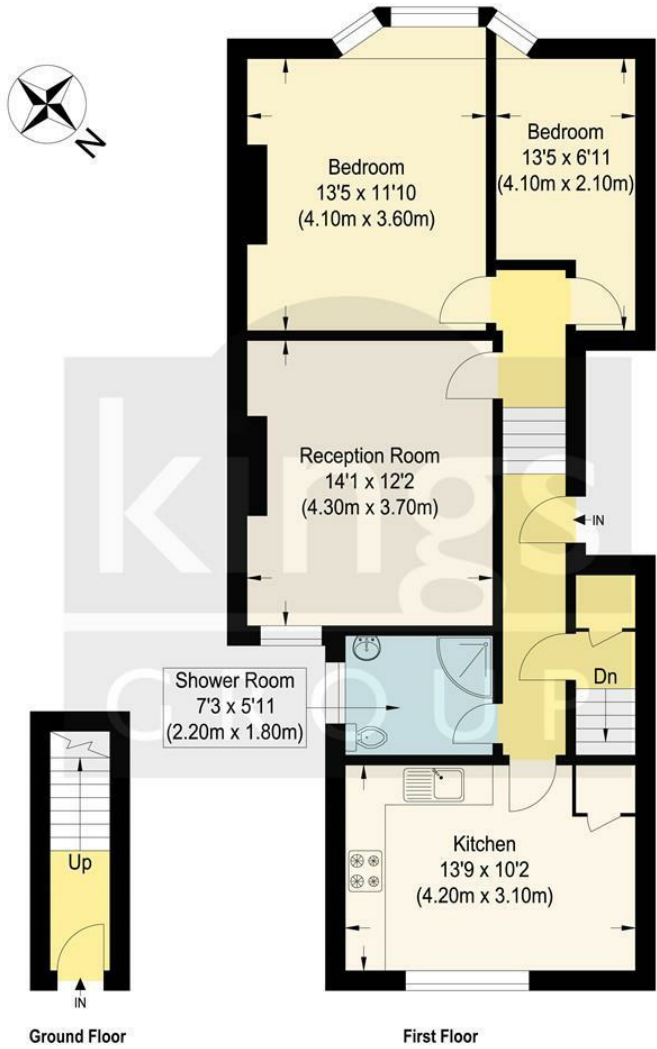 N
Bedroom
13'5 x 11'10
(4.10m x 3.60m)
Bedroom
13'5 x 6'11
(4.10m x 2.10m)
Reception Room
14'1 x 12'2
(4.30m x 3.70m)
IN
Shower Room
7'3 x 5'11
(2.20m x 1.80m)
Dn
Kitchen
13'9 x 10'2
(4.20m x 3.10m)
Up
IN
Ground Floor
First Floor
kings
GROUP